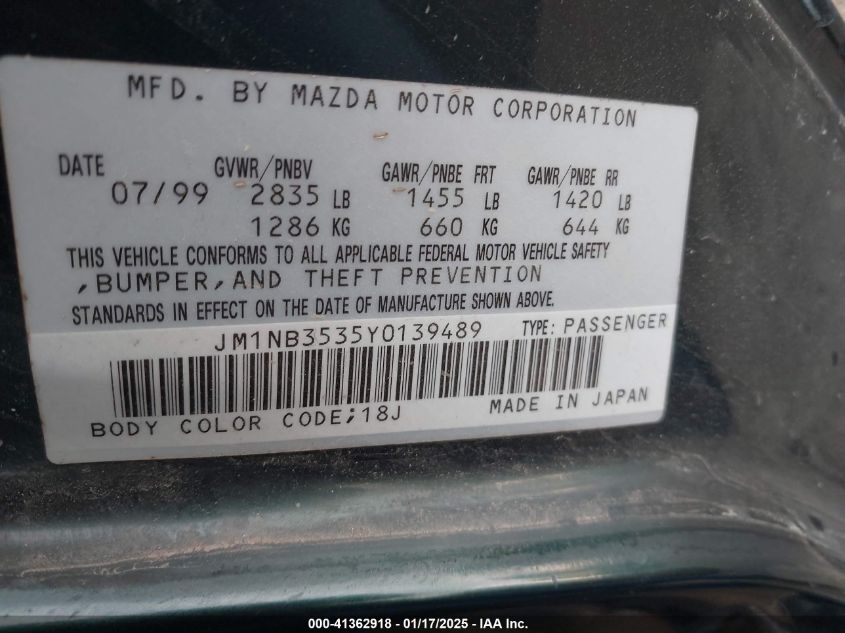 MFD. BY MAZDA MOTOR CORPORATION
DATE GVWR/PNBV GAWR/PNBE FRT GAWR/PNBE RR
07/99 2835 LB 1455 LB 1420 LB
1286 KG 660 KG 644 KG
THIS VEHICLE CONFORMS TO ALL APPLICABLE FEDERAL MOTOR VEHICLE SAFETY
,BUMPER,AND THEFT PREVENTION
STANDARDS IN EFFECT ON THE DATE OF MANUFACTURE SHOWN ABOVE.
JM1NB3535Y0139489 TYPE: PASSENGER
BODY COLOR CODE;18J MADE IN JAPAN
000-41362918 - 01/17/2025 - IAA Inc.